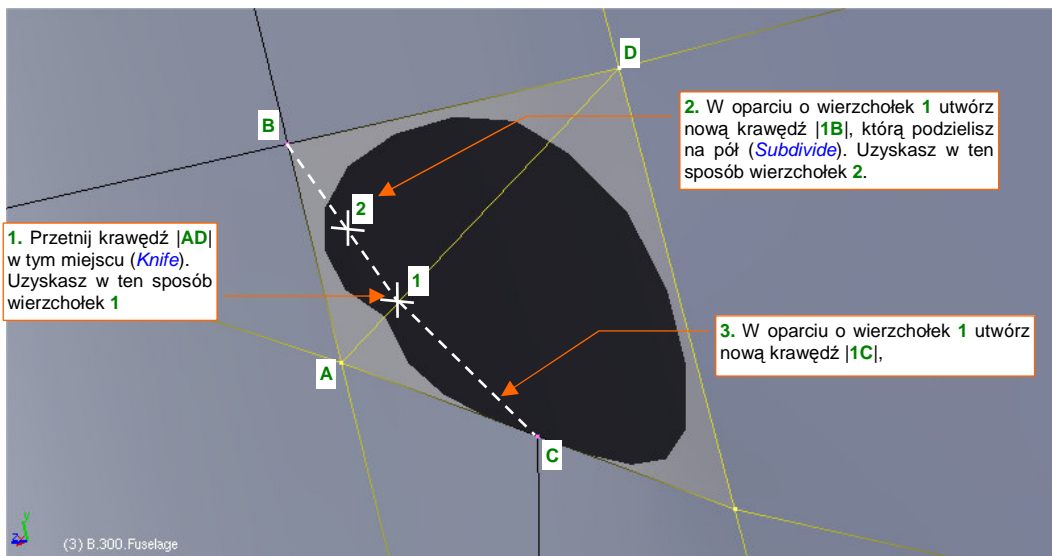 D
B
2. W oparciu o wierzchołek 1 utwórz
nową krawędź |1B|, którą podzielisz
na pół (Subdivide). Uzyskasz w ten
sposób wierzchołek 2.
2
1. Przetnij krawędź |AD|
w tym miejscu (Knife).
Uzyskasz w ten sposób
wierzchołek 1
1
3. W oparciu o wierzchołek 1 utwórz
nową krawędź |1C|,
A
C
y
z
(3) B.300.Fuselage